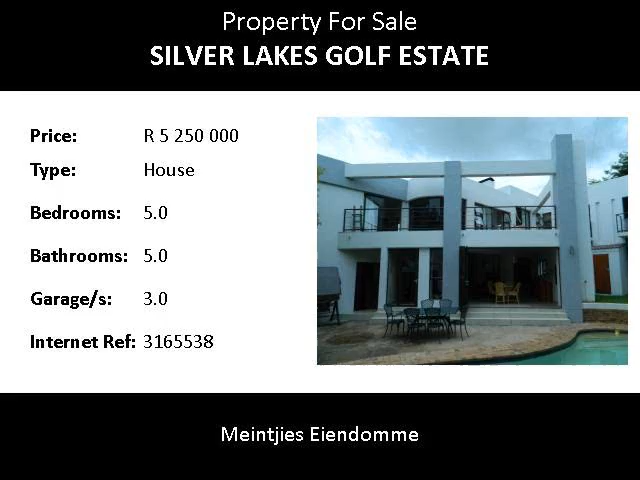 Property For Sale
SILVER LAKES GOLF ESTATE
Price: R 5 250 000
Type: House
Bedrooms: 5.0
Bathrooms: 5.0
Garage/s: 3.0
Internet Ref: 3165538
Meintjies Eiendomme